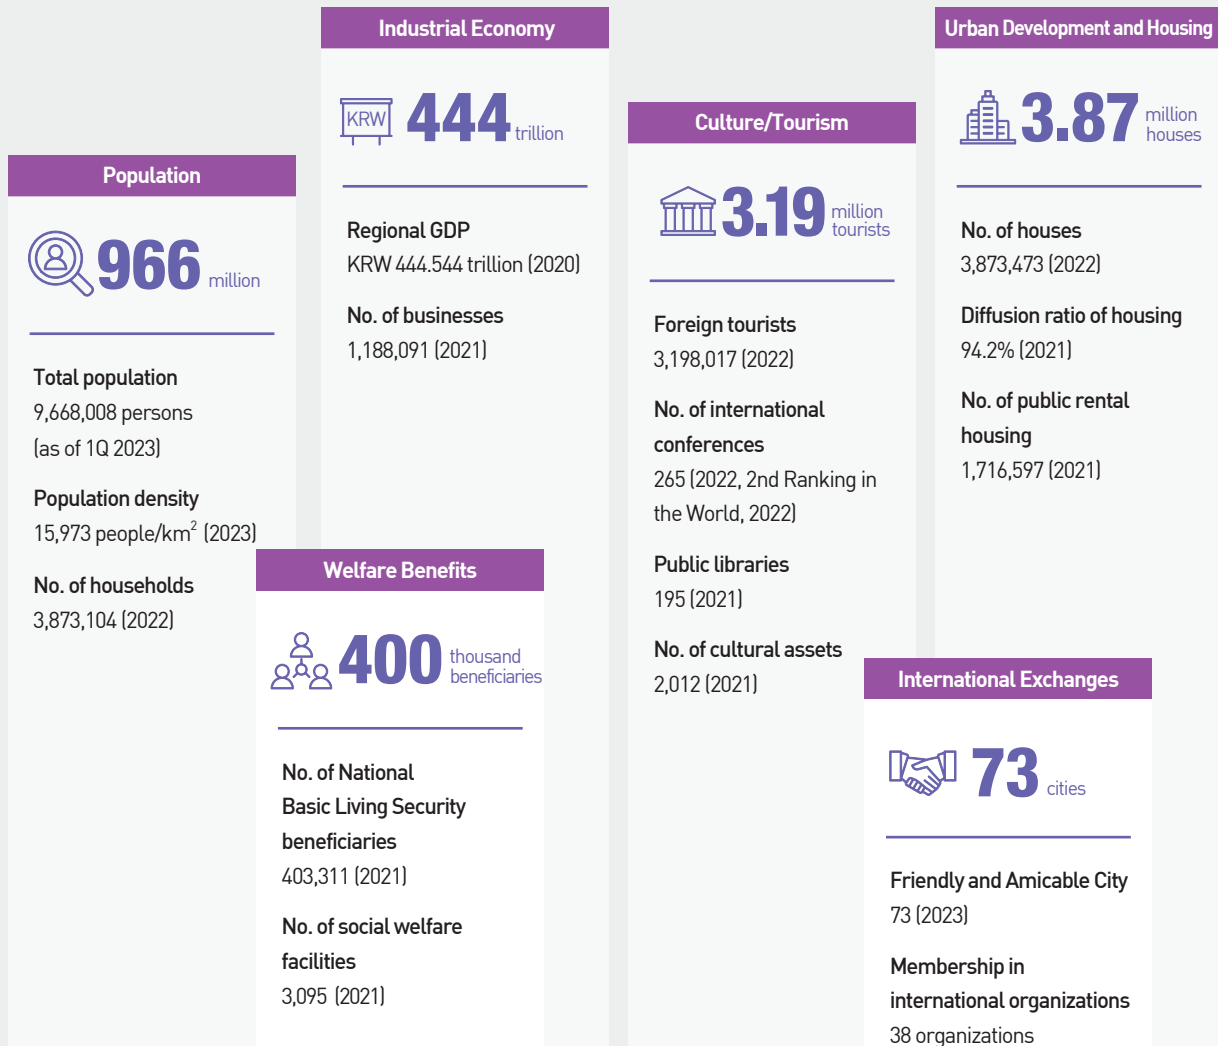 Population
966 million
Total population
9,668,008 persons
(as of 1Q 2023)
Population density
15,973 people/km² (2023)
No. of households
3,873,104 (2022)
Industrial Economy
KRW 444 trillion
Regional GDP
KRW 444.544 trillion (2020)
No. of businesses
1,188,091 (2021)
Welfare Benefits
400 thousand
beneficiaries
No. of National
Basic Living Security
beneficiaries
403,311 (2021)
No. of social welfare
facilities
3,095 (2021)
Culture/Tourism
3.19 million
tourists
Foreign tourists
3,198,017 (2022)
No. of international
conferences
265 (2022, 2nd Ranking in
the World, 2022)
Public libraries
195 (2021)
No. of cultural assets
2,012 (2021)
Urban Development and Housing
3.87 million
houses
No. of houses
3,873,473 (2022)
Diffusion ratio of housing
94.2% (2021)
No. of public rental
housing
1,716,597 (2021)
International Exchanges
73 cities
Friendly and Amicable City
73 (2023)
Membership in
international organizations
38 organizations